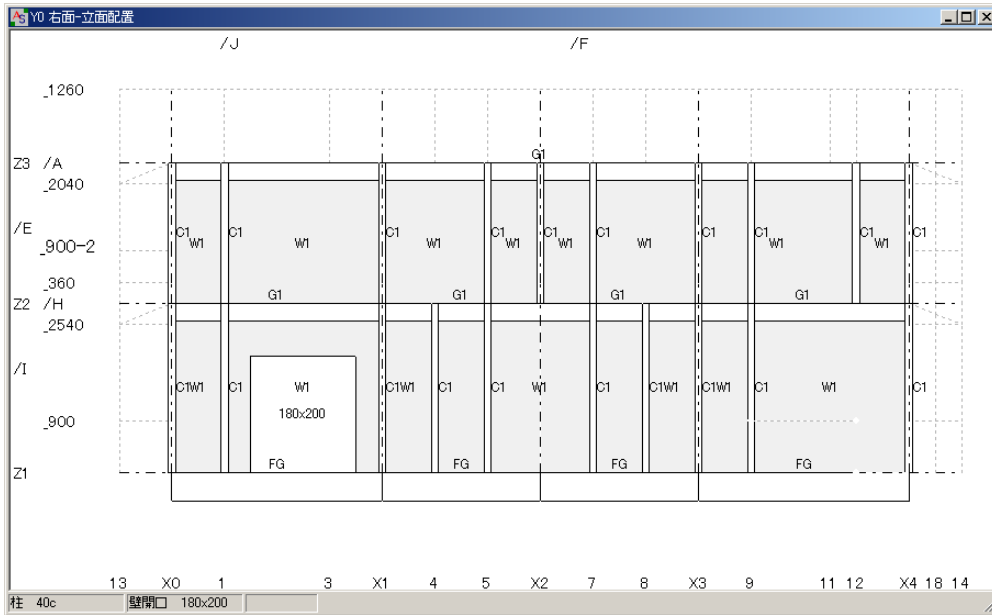 Y0 右面-立面配置
/J /F
_1260
G1
Z3 /A
_2040
/E C1 C1 C1 C1 C1 C1 C1 C1 C1 C1
W1 W1 W1 W1 W1 W1 W1 W1 W1
_900-2
_360
G1 G1 G1 G1
Z2 /H
_2540
/I
C1W1 C1 W1 C1W1 C1 C1 W1 C1 C1W1 C1W1 C1 W1 C1
180x200
_900
FG FG FG FG
Z1
13 X0 1 3 X1 4 5 X2 7 8 X3 9 11 12 X4 18 14
柱 40c 壁開口 180x200